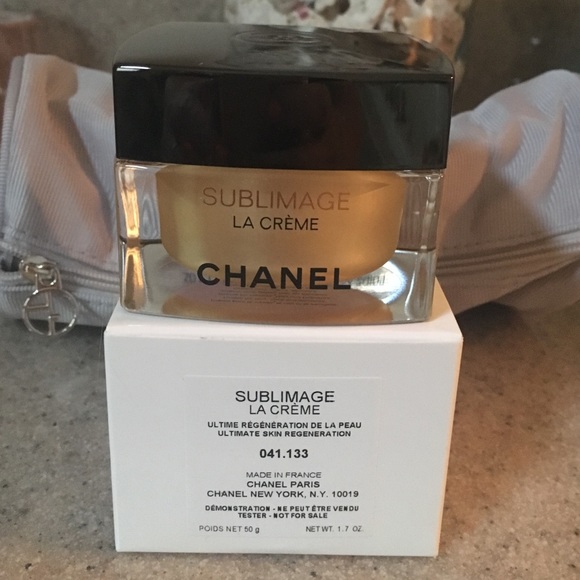 SUBLIMAGE
LA CRÈME
CHANEL
SUBLIMAGE
LA CRÈME
ULTIME RÉGÉNÉRATION DE LA PEAU
ULTIMATE SKIN REGENERATION
041.133
MADE IN FRANCE
CHANEL PARIS
CHANEL NEW YORK, N.Y. 10019
DÉMONSTRATION - NE PEUT ÊTRE VENDU
TESTER - NOT FOR SALE
POIDS NET 50 g NET WT. 1.7 OZ.